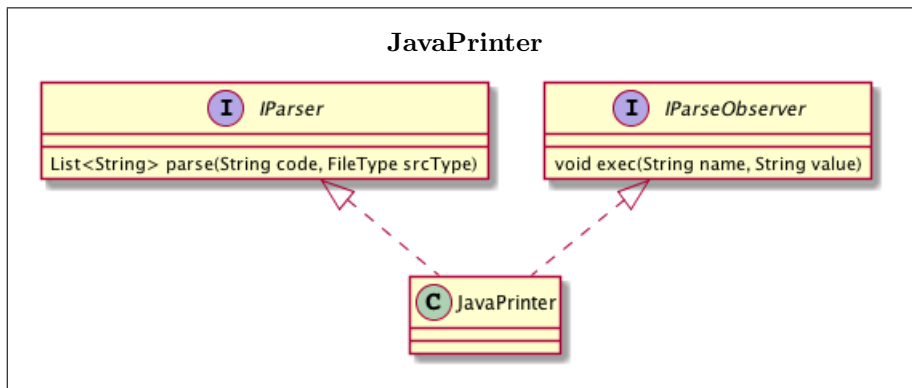 JavaPrinter
I IParser
List<String> parse(String code, FileType srcType)
I IParseObserver
void exec(String name, String value)
C JavaPrinter